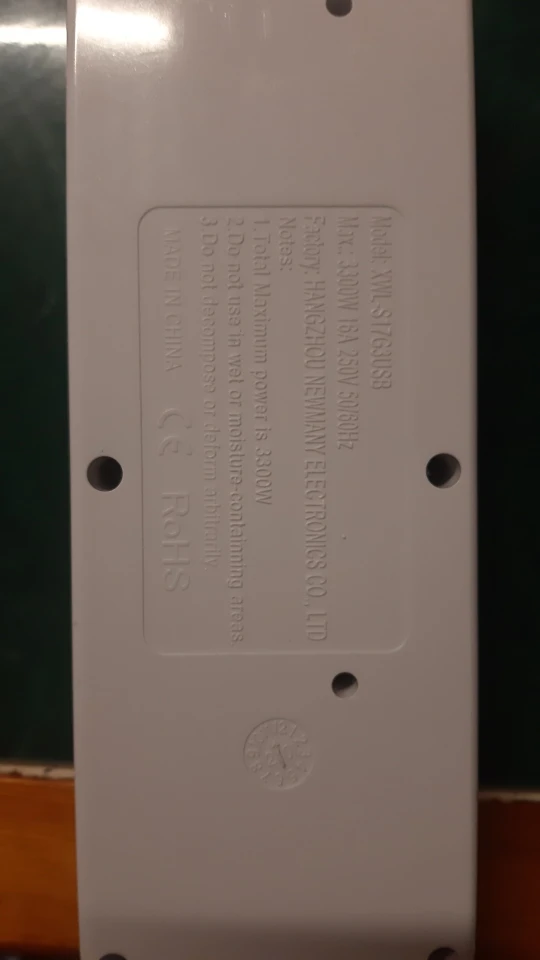 Model: XWL-S1763USB
Max.: 3300W 16A 250V 50/60Hz
Factory: HANGZHOU NEWMANY ELECTRONICS CO., LTD
Notes:
1.Total Maximum power is 3300W
2.Do not use in wet or moisture-containning areas
3.Do not decompose or deform arbitrarily.
MADE IN CHINA CE RoHS